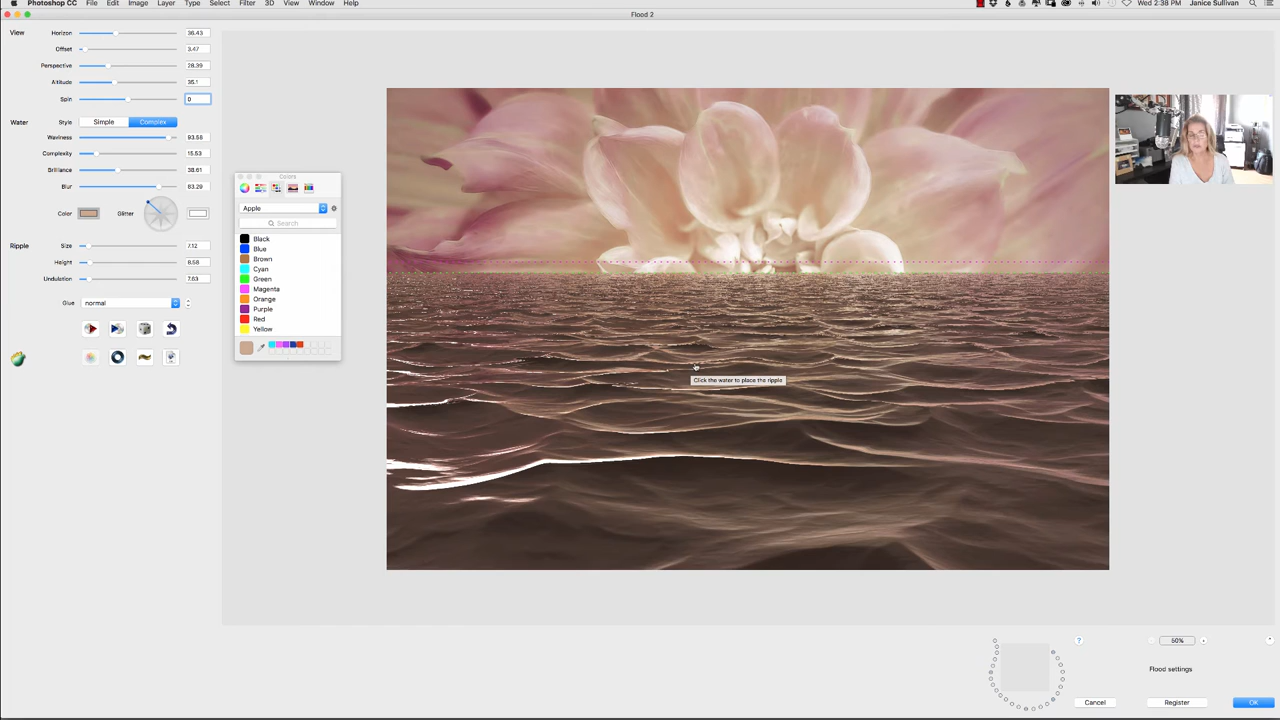 Photoshop CC File Edit Image Layer Type Select Filter 3D View Window Help Wed 2:38 PM Janice Sullivan
Flood 2
View Horizon 36.43
Offset 3.47
Perspective 28.39
Altitude 35.1
Spin 0
Water Style Simple Complex
Waviness 93.58
Complexity 15.53
Brilliance 38.61
Blur 83.29
Color Glitter
Ripple Size 7.12
Height 8.56
Undulation 7.63
Glue normal
Colors
Apple
Search
Black
Blue
Brown
Cyan
Green
Magenta
Orange
Purple
Red
Yellow
Click the water to place the ripple
? 50%
Flood settings
Cancel Register OK